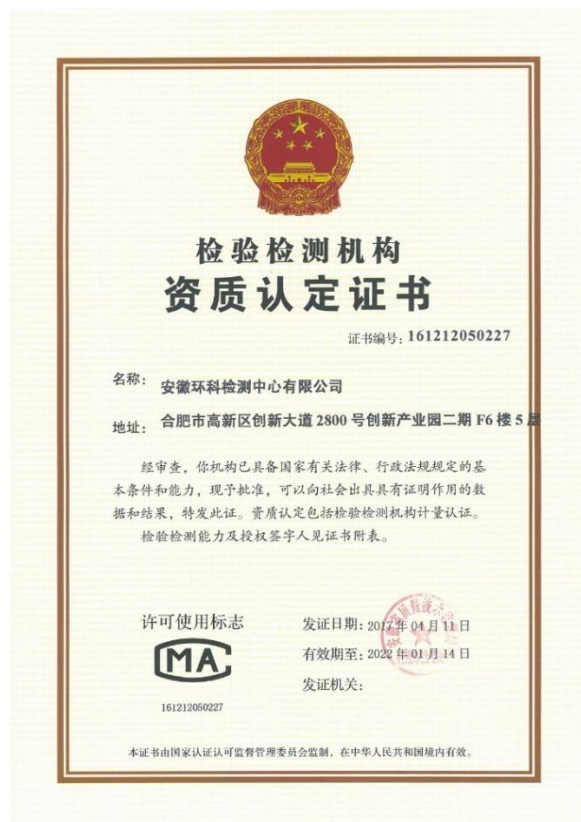 检验检测机构
资质认定证书
证书编号：161212050227
名称：安徽环科检测中心有限公司
地址：合肥市高新区创新大道2800号创新产业园二期F6楼5层
经审查，你机构已具备国家有关法律、行政法规规定的基
本条件和能力，现予批准，可以向社会出具具有证明作用的数
据和结果，特发此证。资质认定包括检验检测机构计量认证。
检验检测能力及授权签字人见证书附表。
许可使用标志
MA
161212050227
发证日期：2017年04月11日
有效期至：2022年01月14日
发证机关：
本证书由国家认证认可监督管理委员会监制，在中华人民共和国境内有效。